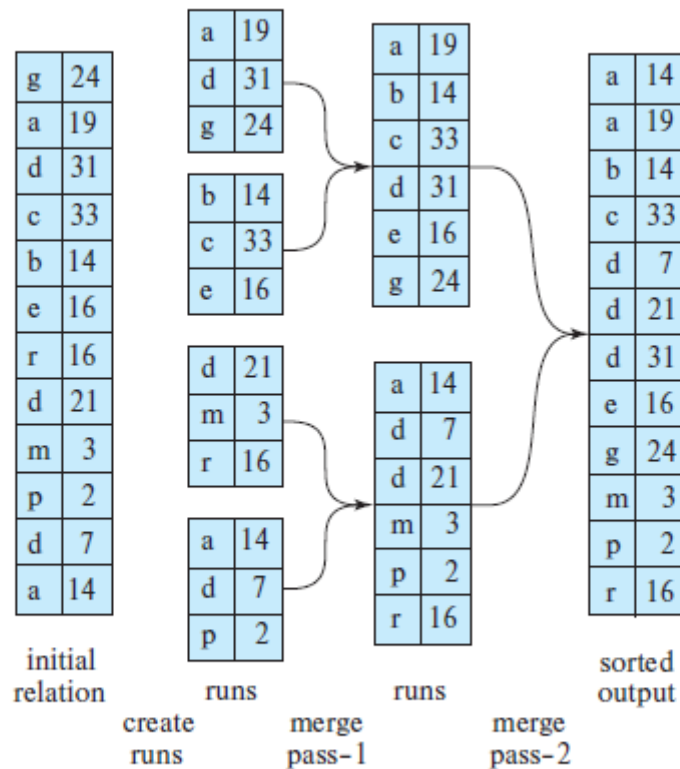 g 24
a 19
d 31
c 33
b 14
e 16
r 16
d 21
m 3
p 2
d 7
a 14
initial
relation
a 19
d 31
g 24
b 14
c 33
e 16
d 21
m 3
r 16
a 14
d 7
p 2
runs
create
runs
a 19
b 14
c 33
d 31
e 16
g 24
a 14
d 7
d 21
m 3
p 2
r 16
runs
merge
pass–1
merge
pass–2
a 14
a 19
b 14
c 33
d 7
d 21
d 31
e 16
g 24
m 3
p 2
r 16
sorted
output